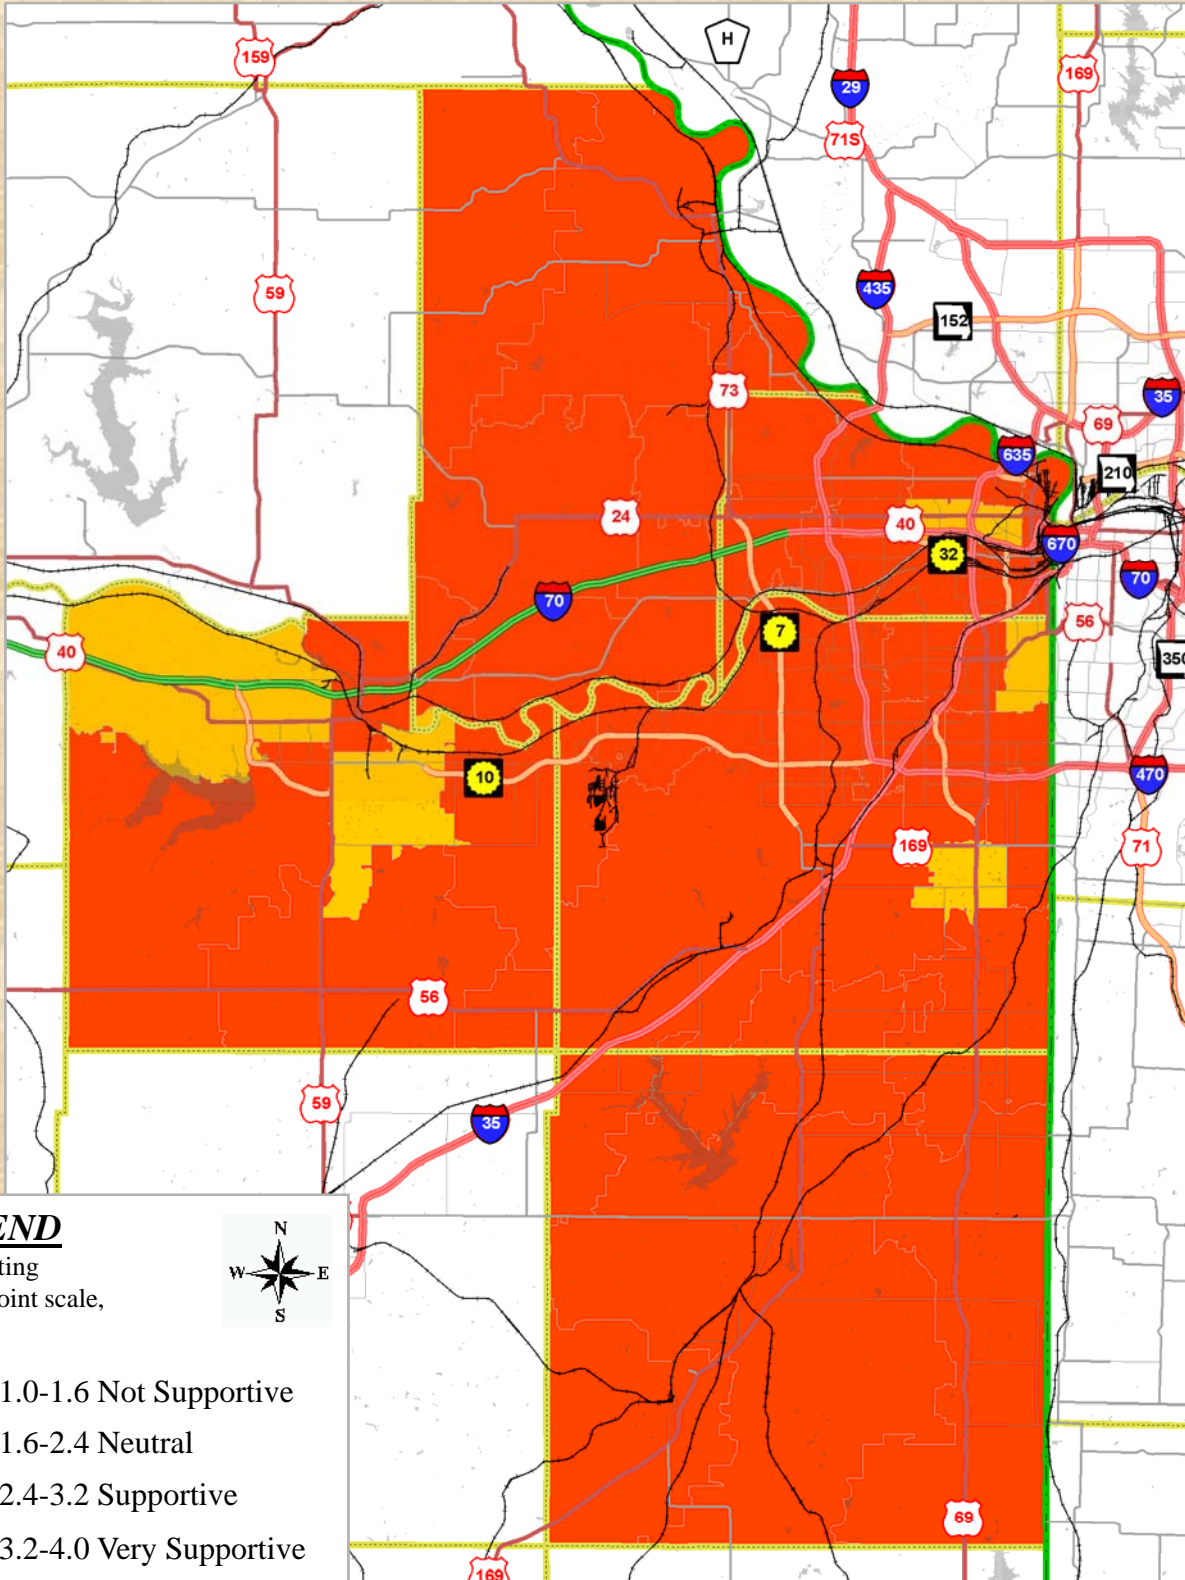 H
159
29
169
71S
59
435
152
73
35
69
635
210
24
40
670
32
70
70
7
56
40
350
10
470
169
71
56
59
35
END
ting
oint scale,
N
W E
S
1.0-1.6 Not Supportive
1.6-2.4 Neutral
2.4-3.2 Supportive
3.2-4.0 Very Supportive
69
169